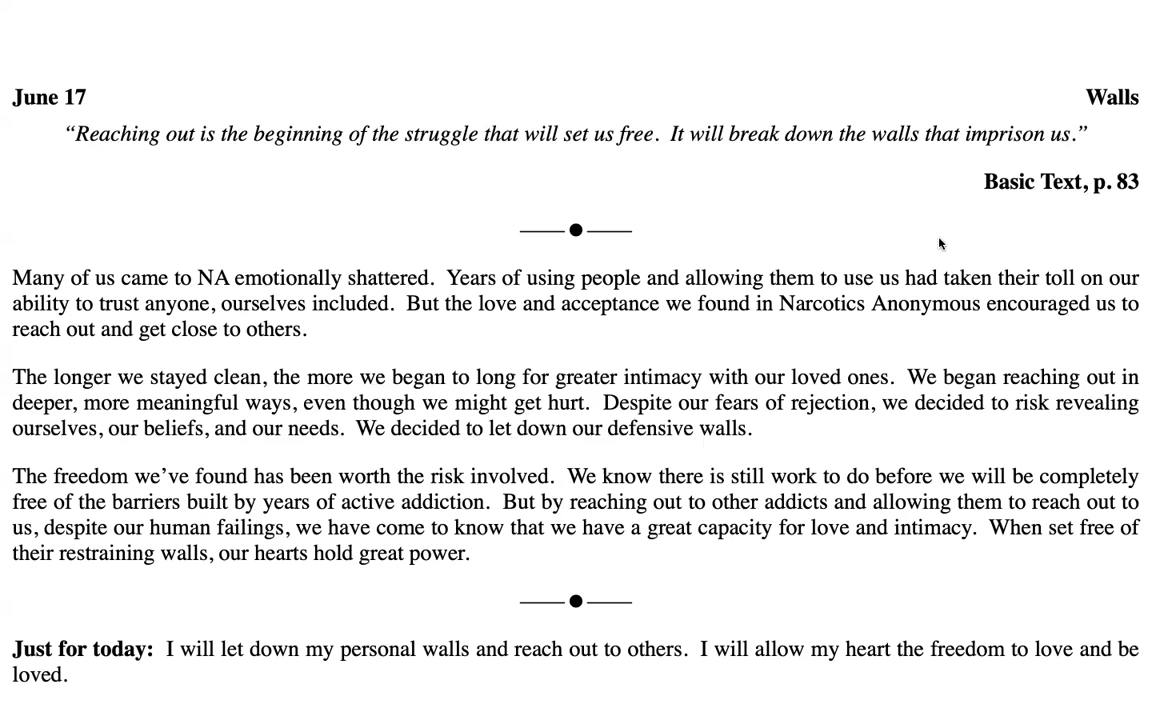 June 17 Walls
“Reaching out is the beginning of the struggle that will set us free. It will break down the walls that imprison us.”
Basic Text, p. 83
Many of us came to NA emotionally shattered. Years of using people and allowing them to use us had taken their toll on our
ability to trust anyone, ourselves included. But the love and acceptance we found in Narcotics Anonymous encouraged us to
reach out and get close to others.
The longer we stayed clean, the more we began to long for greater intimacy with our loved ones. We began reaching out in
deeper, more meaningful ways, even though we might get hurt. Despite our fears of rejection, we decided to risk revealing
ourselves, our beliefs, and our needs. We decided to let down our defensive walls.
The freedom we’ve found has been worth the risk involved. We know there is still work to do before we will be completely
free of the barriers built by years of active addiction. But by reaching out to other addicts and allowing them to reach out to
us, despite our human failings, we have come to know that we have a great capacity for love and intimacy. When set free of
their restraining walls, our hearts hold great power.
Just for today: I will let down my personal walls and reach out to others. I will allow my heart the freedom to love and be
loved.